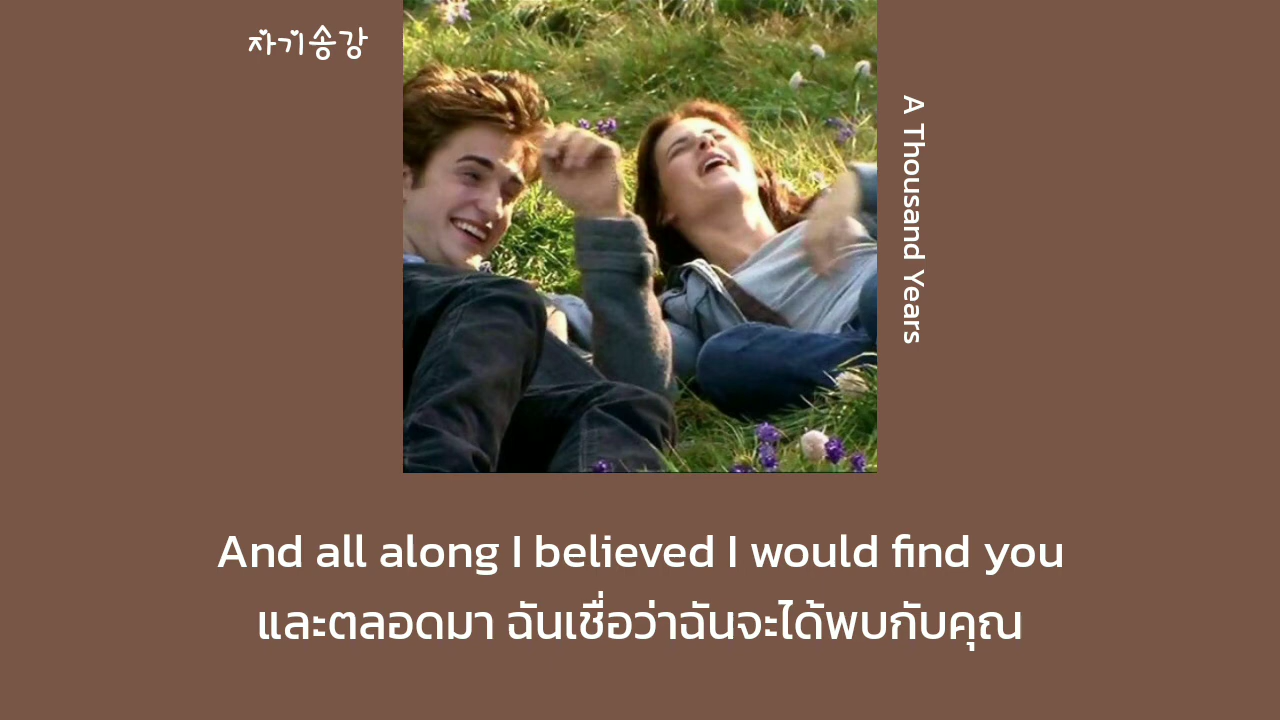 자기송강
A Thousand Years
And all along I believed I would find you
และตลอดมา ฉันเชื่อว่าฉันจะได้พบกับคุณ